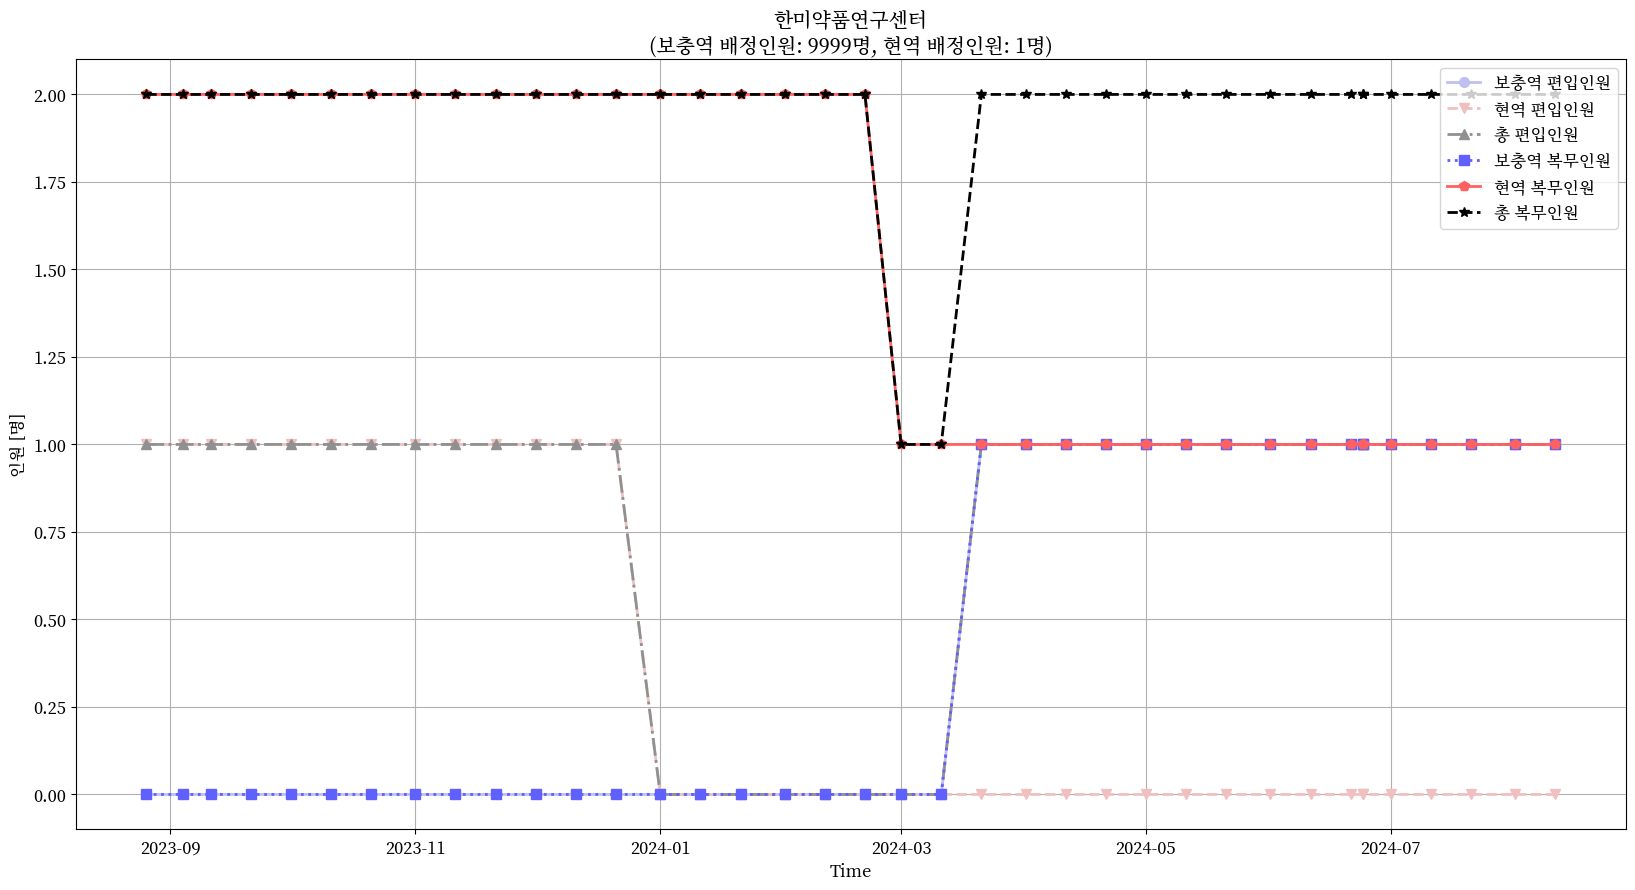 한미약품연구센터
(보충역 배정인원: 9999명, 현역 배정인원: 1명)
2.00
1.75
1.50
1.25
1.00
0.75
0.50
0.25
0.00
인원 [명]
보충역 편입인원
현역 편입인원
총 편입인원
보충역 복무인원
현역 복무인원
총 복무인원
2023-09
2023-11
2024-01
2024-03
2024-05
2024-07
Time